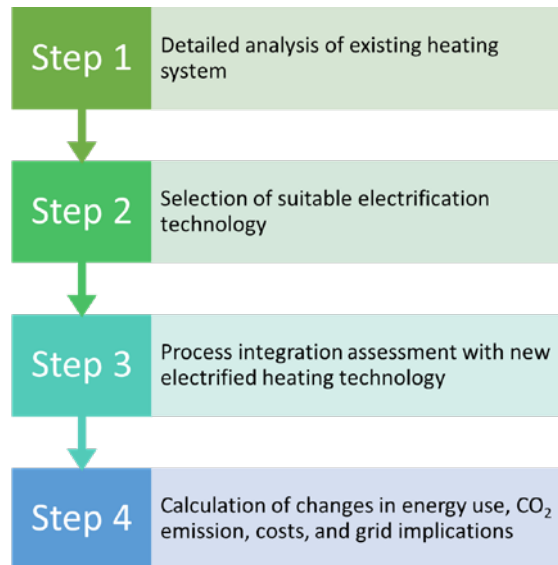 Step 1
Detailed analysis of existing heating
system
Step 2
Selection of suitable electrification
technology
Step 3
Process integration assessment with new
electrified heating technology
Step 4
Calculation of changes in energy use, CO₂
emission, costs, and grid implications